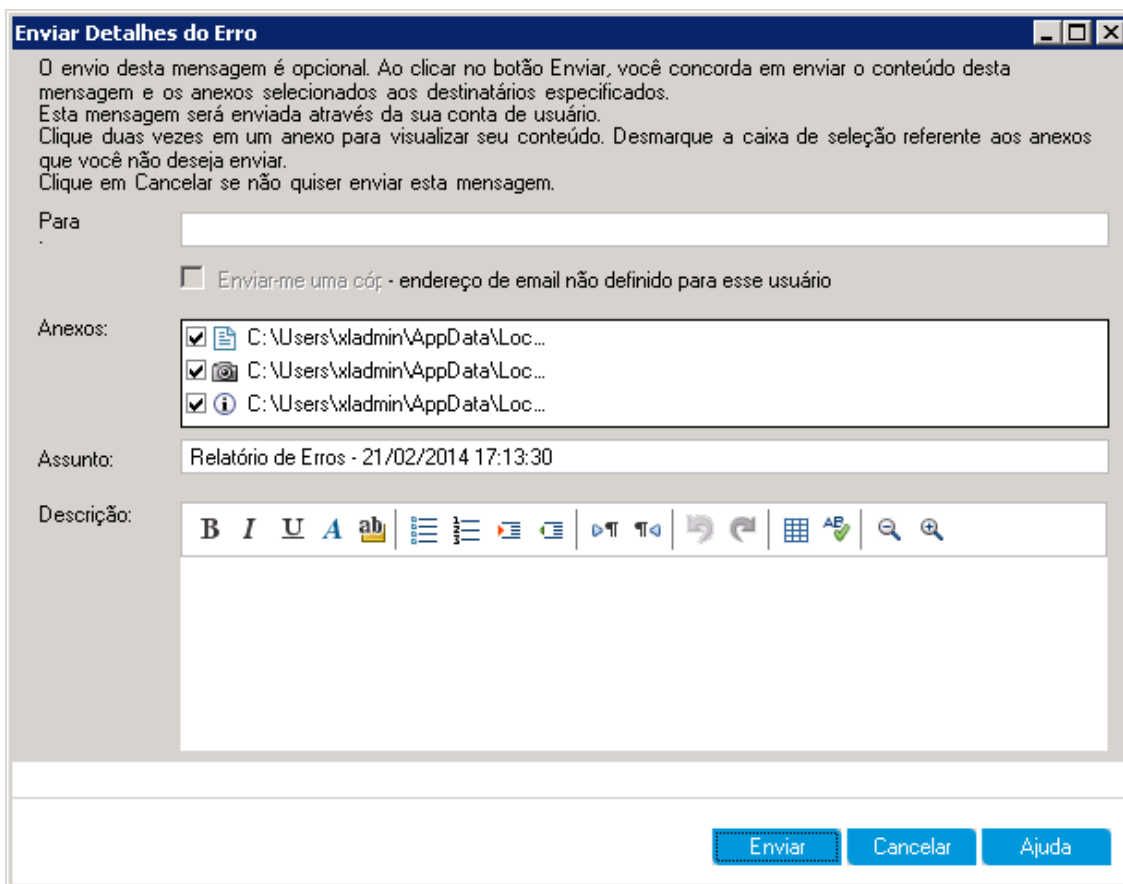 Enviar Detalhes do Erro
O envio desta mensagem é opcional. Ao clicar no botão Enviar, você concorda em enviar o conteúdo desta
mensagem e os anexos selecionados aos destinatários especificados.
Esta mensagem será enviada através da sua conta de usuário.
Clique duas vezes em um anexo para visualizar seu conteúdo. Desmarque a caixa de seleção referente aos anexos
que você não deseja enviar.
Clique em Cancelar se não quiser enviar esta mensagem.
Para
Enviar-me uma cóp - endereço de email não definido para esse usuário
Anexos:
C:\Users\xladmin\AppData\Loc...
C:\Users\xladmin\AppData\Loc...
C:\Users\xladmin\AppData\Loc...
Assunto: Relatório de Erros - 21/02/2014 17:13:30
Descrição:
B I U A ab
Enviar Cancelar Ajuda